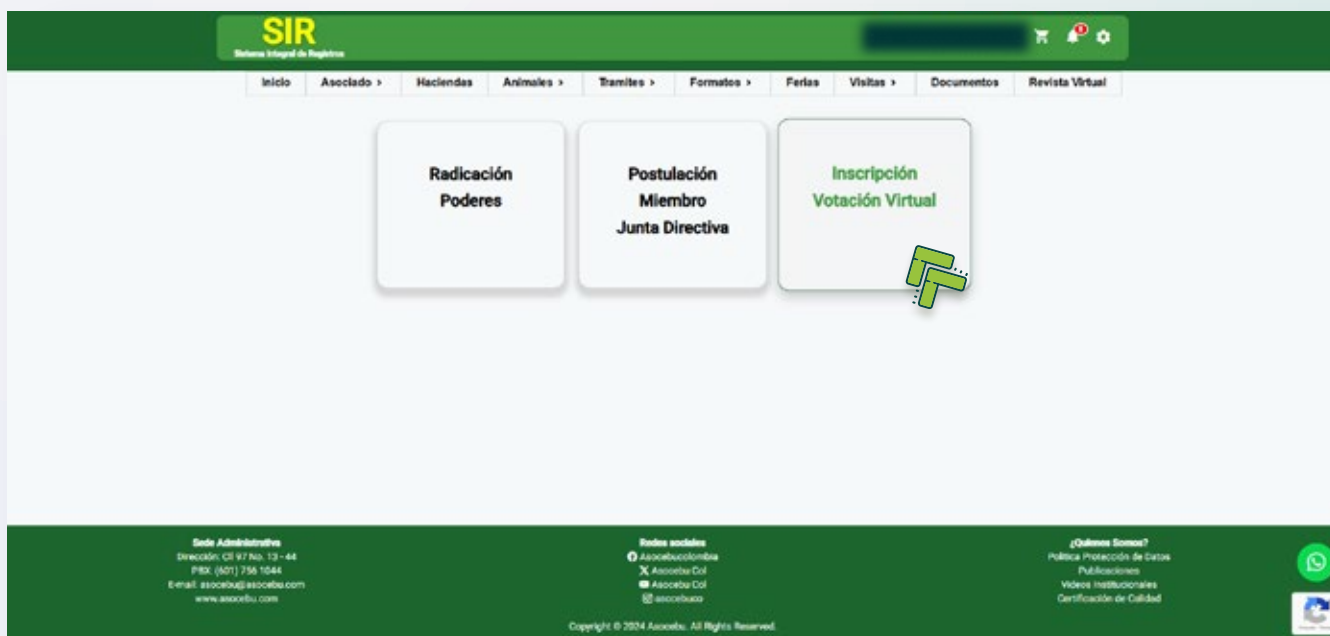 SIR
Sistema Integral de Registros
Inicio Asociado > Haciendas Animales > Tramites > Formatos > Ferias Visitas > Documentos Revista Virtual
Radicación
Poderes
Postulación
Miembro
Junta Directiva
Inscripción
Votación Virtual
Sede Administrativa
Dirección: Cll 97 No. 13 - 44
PBX: (601) 756 1044
E-mail: asocebu@asocebu.com
www.asocebu.com
Redes sociales
Asocebucolombia
Asocebu Col
Asocebu Col
asocebuco
¿Quienes Somos?
Politica Protección de Datos
Publicaciones
Videos Institucionales
Certificación de Calidad
Copyright © 2024 Asocebu. All Rights Reserved.